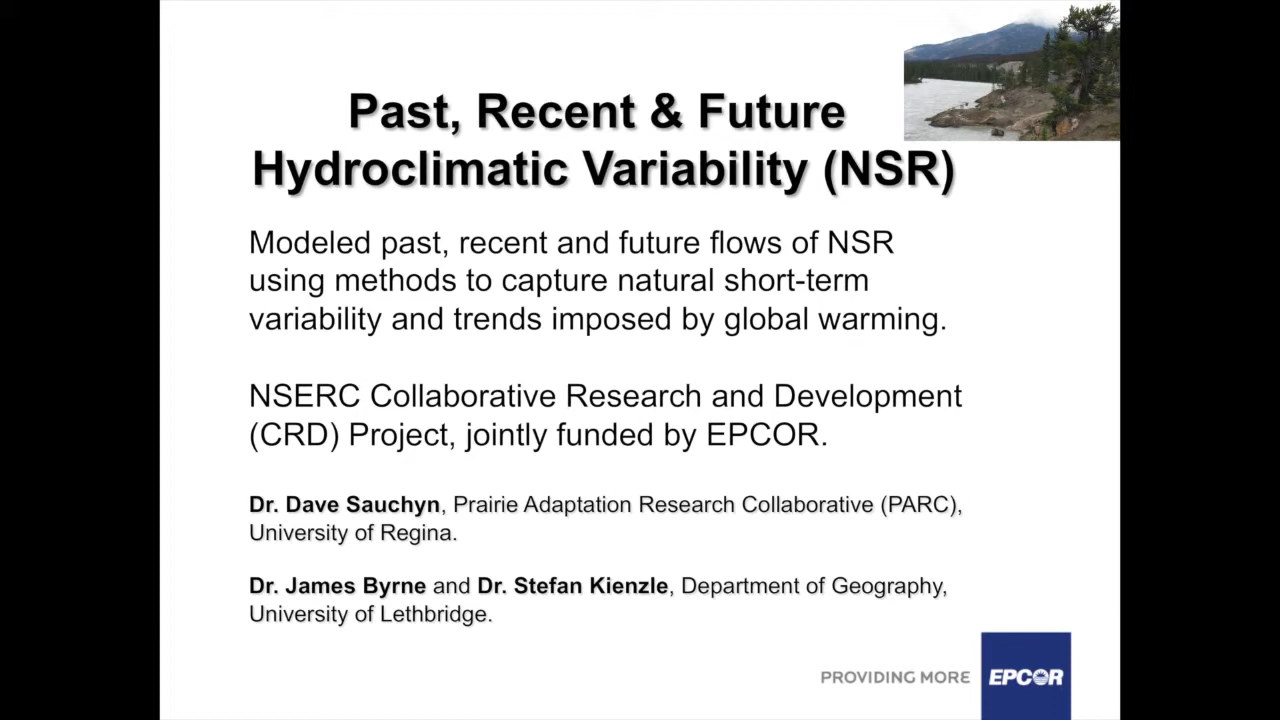 Past, Recent & Future
Hydroclimatic Variability (NSR)
Modeled past, recent and future flows of NSR
using methods to capture natural short-term
variability and trends imposed by global warming.
NSERC Collaborative Research and Development
(CRD) Project, jointly funded by EPCOR.
Dr. Dave Sauchyn, Prairie Adaptation Research Collaborative (PARC),
University of Regina.
Dr. James Byrne and Dr. Stefan Kienzle, Department of Geography,
University of Lethbridge.
PROVIDING MORE
EPCOR